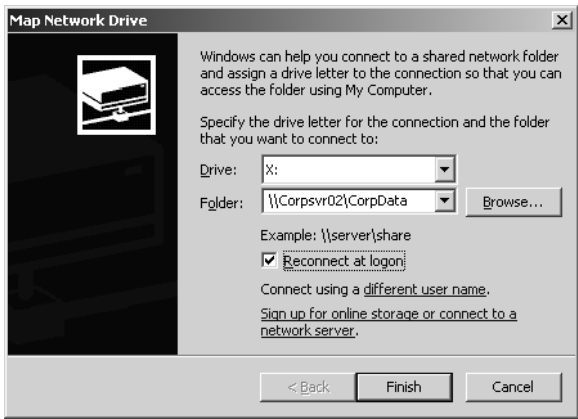 Map Network Drive
Windows can help you connect to a shared network folder
and assign a drive letter to the connection so that you can
access the folder using My Computer.
Specify the drive letter for the connection and the folder
that you want to connect to:
Drive: X:
Folder: \\Corpsvr02\CorpData Browse...
Example: \\server\share
Reconnect at logon
Connect using a different user name.
Sign up for online storage or connect to a
network server.
< Back Finish Cancel